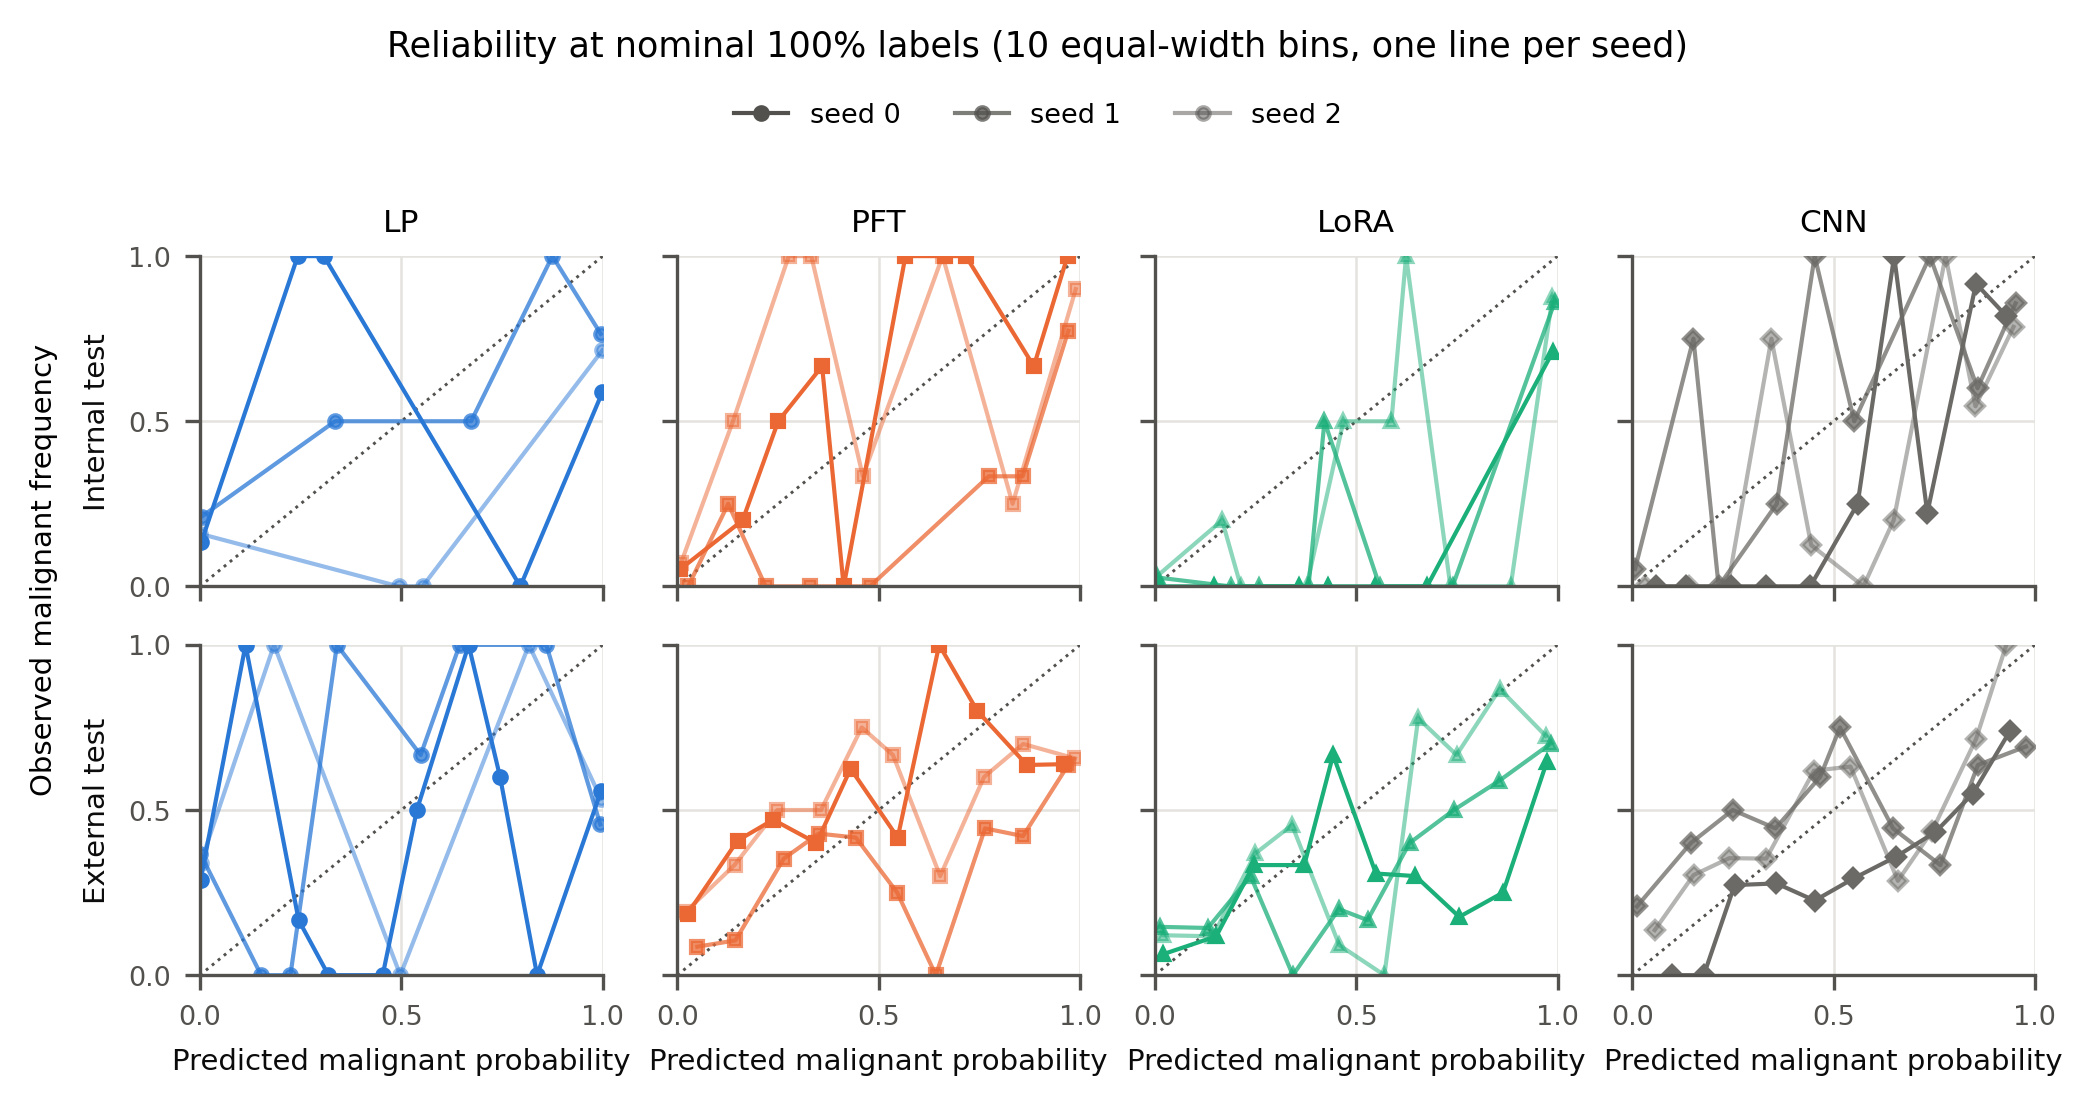 Reliability at nominal 100% labels (10 equal-width bins, one line per seed)
seed 0 seed 1 seed 2
LP PFT LoRA CNN
Observed malignant frequency
Internal test
1.0
0.5
0.0
External test
1.0
0.5
0.0
0.0 0.5 1.0 0.0 0.5 1.0 0.0 0.5 1.0 0.0 0.5 1.0
Predicted malignant probability Predicted malignant probability Predicted malignant probability Predicted malignant probability